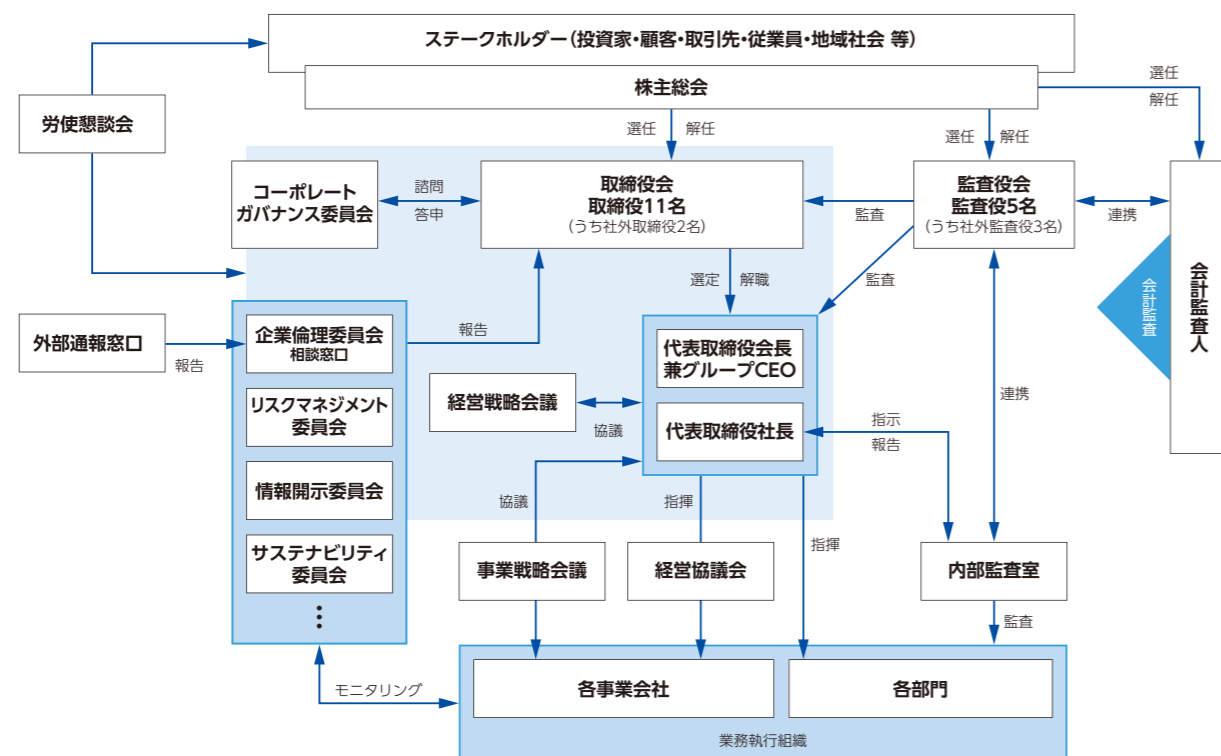 ステークホルダー（投資家・顧客・取引先・従業員・地域社会 等）
株主総会
選任
解任
労使懇談会
選任 解任
選任 解任
コーポレート
ガバナンス委員会
諮問
答申
取締役会
取締役11名
（うち社外取締役2名）
監査
監査役会
監査役5名
（うち社外監査役3名）
連携
会計監査人
会計監査
選定 解職
監査
外部通報窓口
報告
企業倫理委員会
相談窓口
報告
代表取締役会長
兼グループCEO
リスクマネジメント
委員会
経営戦略会議
協議
代表取締役社長
指示
報告
連携
情報開示委員会
協議
指揮
指揮
サステナビリティ
委員会
事業戦略会議
経営協議会
内部監査室
監査
モニタリング
各事業会社
各部門
業務執行組織